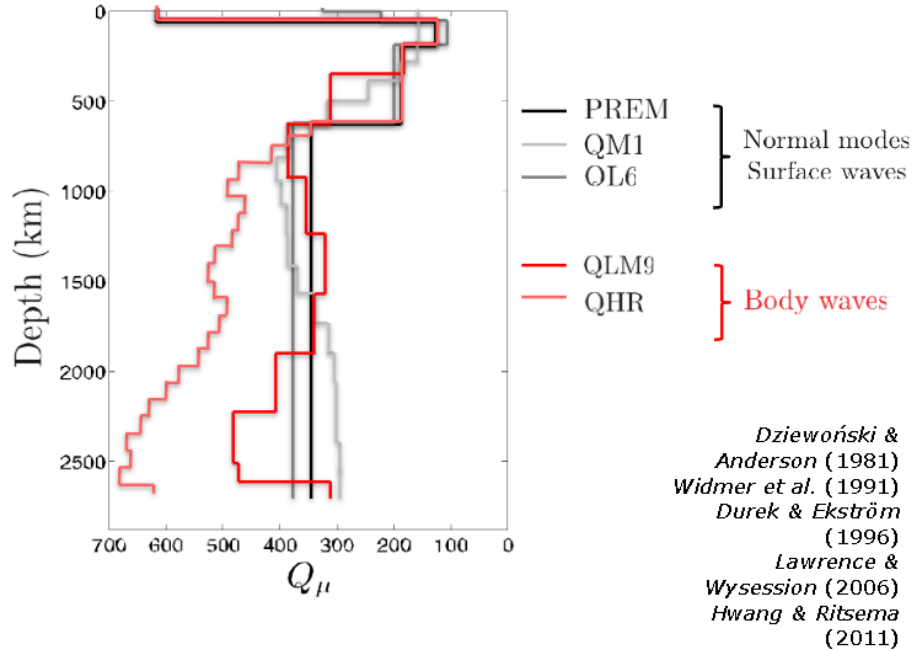 0
500
1000
1500
2000
2500
Depth (km)
700 600 500 400 300 200 100 0
Qμ
PREM
QM1
QL6
Normal modes
Surface waves
QLM9
QHR
Body waves
Dziewoński &
Anderson (1981)
Widmer et al. (1991)
Durek & Ekström
(1996)
Lawrence &
Wysession (2006)
Hwang & Ritsema
(2011)